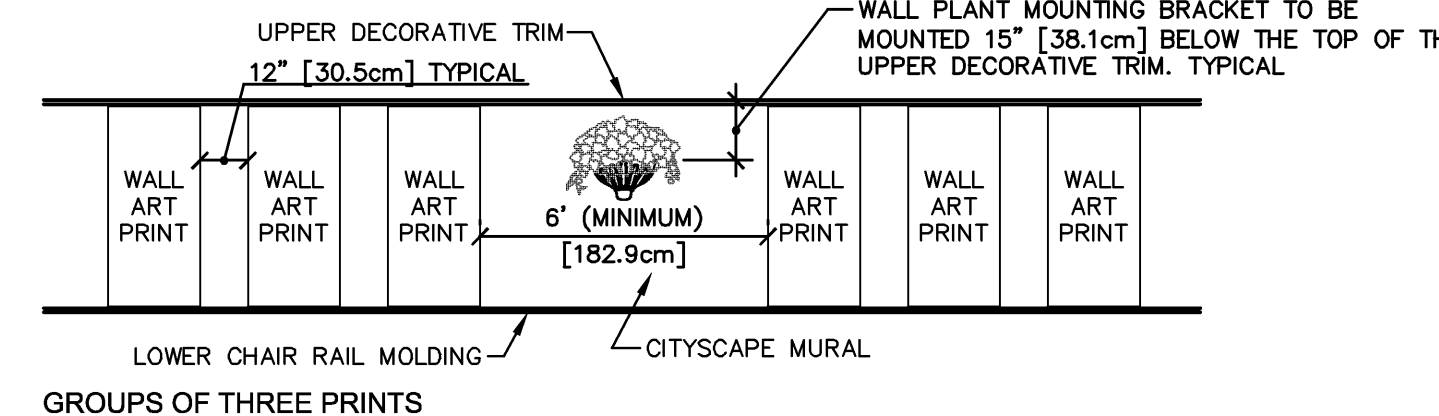 UPPER DECORATIVE TRIM
12" [30.5cm] TYPICAL
WALL PLANT MOUNTING BRACKET TO BE
MOUNTED 15" [38.1cm] BELOW THE TOP OF
UPPER DECORATIVE TRIM. TYPICAL
WALL
ART
PRINT
WALL
ART
PRINT
WALL
ART
PRINT
6' (MINIMUM)
[182.9cm]
WALL
ART
PRINT
WALL
ART
PRINT
WALL
ART
PRINT
LOWER CHAIR RAIL MOLDING
CITYSCAPE MURAL
GROUPS OF THREE PRINTS